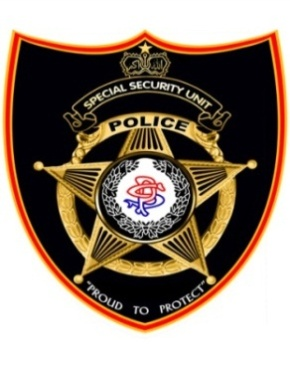 SPECIAL SECURITY UNIT
POLICE
"PROUD TO PROTECT"